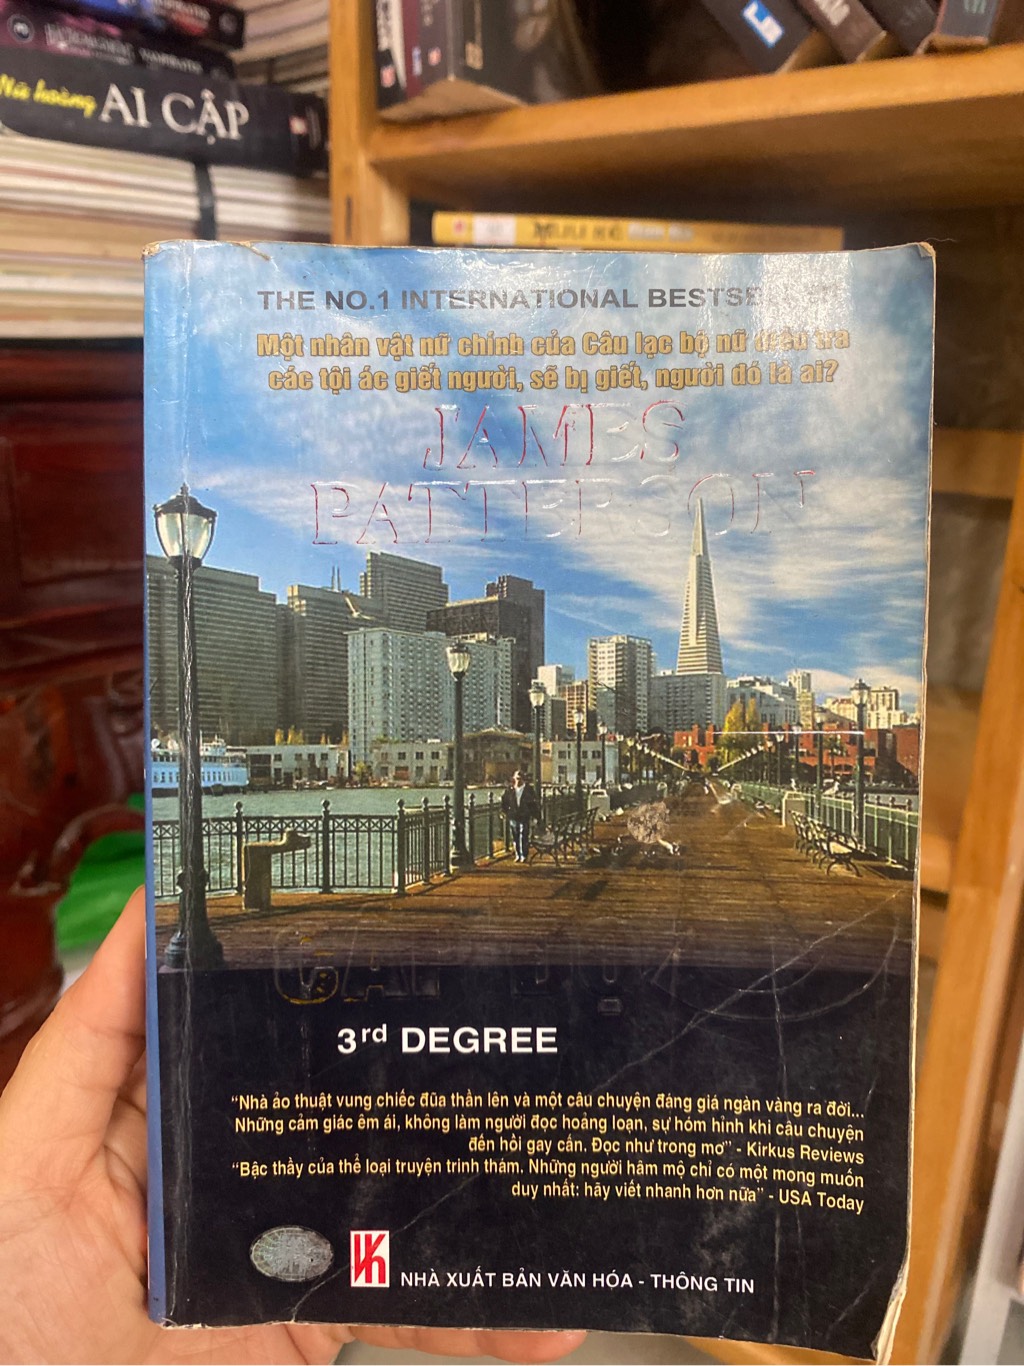 Nữ hoàng AI CẬP
THE NO.1 INTERNATIONAL
Một nhân vật nữ chính của Câu lạc bộ nữ điều tra
các tội ác giết người, sẽ bị giết, người đó là ai?
JAMES
PATTERSON
3rd DEGREE
“Nhà ảo thuật vung chiếc đũa thần lên và một câu chuyện đáng giá ngàn vàng ra đời...
Những cảm giác êm ái, không làm người đọc hoảng loạn, sự hóm hỉnh khi câu chuyện
đến hồi gay cấn. Đọc như trong mơ” - Kirkus Reviews
“Bậc thầy của thể loại truyện trinh thám. Những người hâm mộ chỉ có một mong muốn
duy nhất: hãy viết nhanh hơn nữa” - USA Today
NHÀ XUẤT BẢN VĂN HÓA - THÔNG TIN